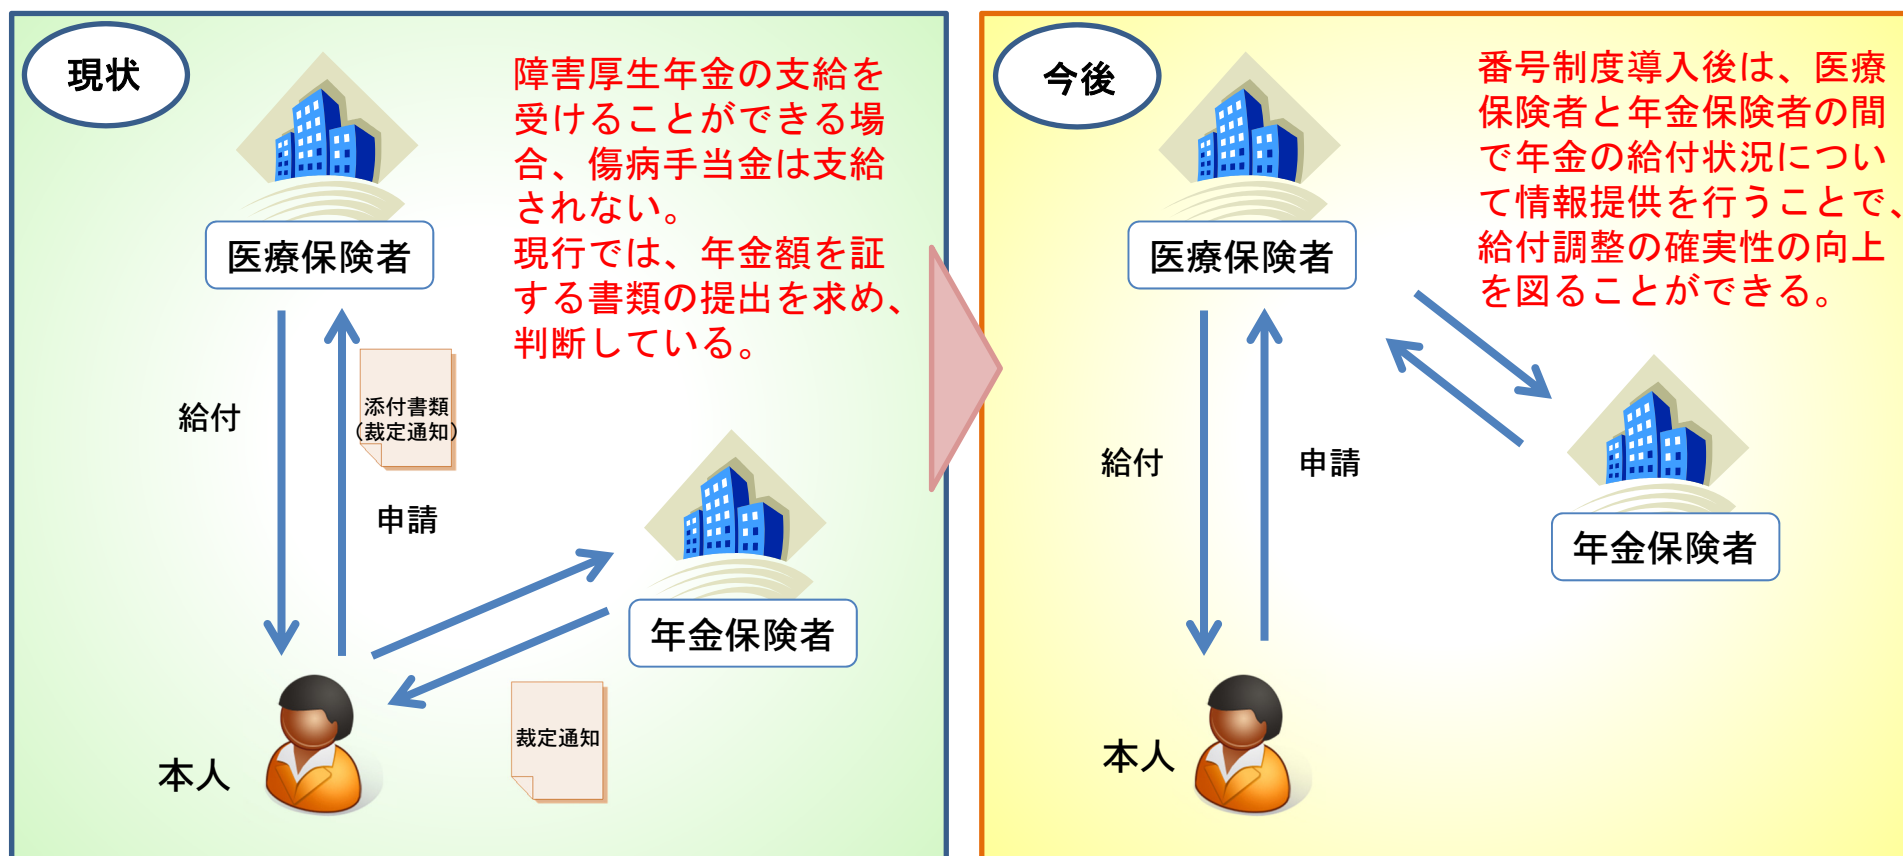 現状
障害厚生年金の支給を
受けることができる場
合、傷病手当金は支給
されない。
現行では、年金額を証
する書類の提出を求め、
判断している。
医療保険者
給付
添付書類
（裁定通知）
申請
年金保険者
裁定通知
本人
今後
番号制度導入後は、医療
保険者と年金保険者の間
で年金の給付状況につい
て情報提供を行うことで、
給付調整の確実性の向上
を図ることができる。
医療保険者
給付
申請
年金保険者
本人